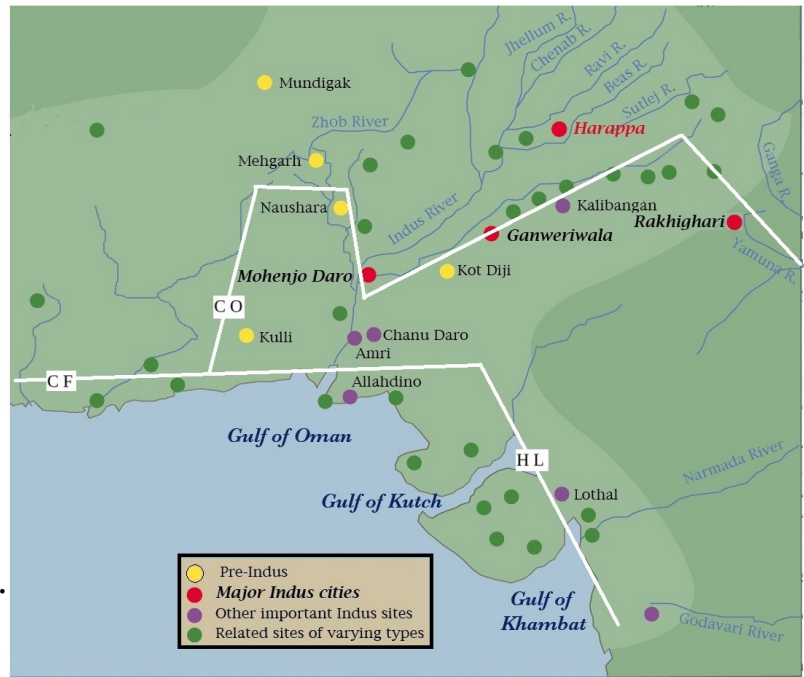 Jhellum R.
Chenab R.
Ravi R.
Beas R.
Sutlej R.
Mundigak
Zhob River
Harappa
Ganga R.
Mehgarh
Naushara
Indus River
Kalibangan
Rakhighari
Ganweriwala
Yamuna R.
Mohenjo Daro
Kot Diji
C O
Kulli
Chanu Daro
Amri
C F
Allahdino
Gulf of Oman
H L
Narmada River
Gulf of Kutch
Lothal
Pre-Indus
Major Indus cities
Other important Indus sites
Related sites of varying types
Gulf of
Khambat
Godavari River